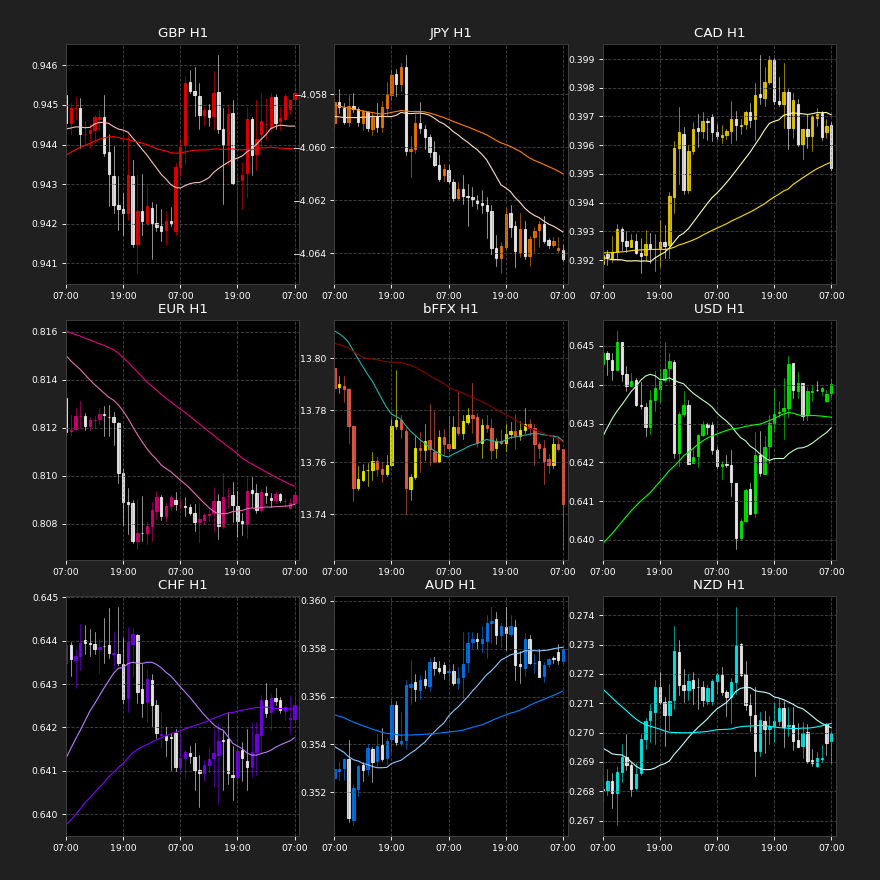 GBP H1
0.946
0.945
0.944
0.943
0.942
0.941
07:00 19:00 07:00 19:00 07:00
JPY H1
−4.058
−4.060
−4.062
−4.064
07:00 19:00 07:00 19:00 07:00
CAD H1
0.399
0.398
0.397
0.396
0.395
0.394
0.393
0.392
07:00 19:00 07:00 19:00 07:00
EUR H1
0.816
0.814
0.812
0.810
0.808
07:00 19:00 07:00 19:00 07:00
bFFX H1
13.80
13.78
13.76
13.74
07:00 19:00 07:00 19:00 07:00
USD H1
0.645
0.644
0.643
0.642
0.641
0.640
07:00 19:00 07:00 19:00 07:00
CHF H1
0.645
0.644
0.643
0.642
0.641
0.640
07:00 19:00 07:00 19:00 07:00
AUD H1
0.360
0.358
0.356
0.354
0.352
07:00 19:00 07:00 19:00 07:00
NZD H1
0.274
0.273
0.272
0.271
0.270
0.269
0.268
0.267
07:00 19:00 07:00 19:00 07:00